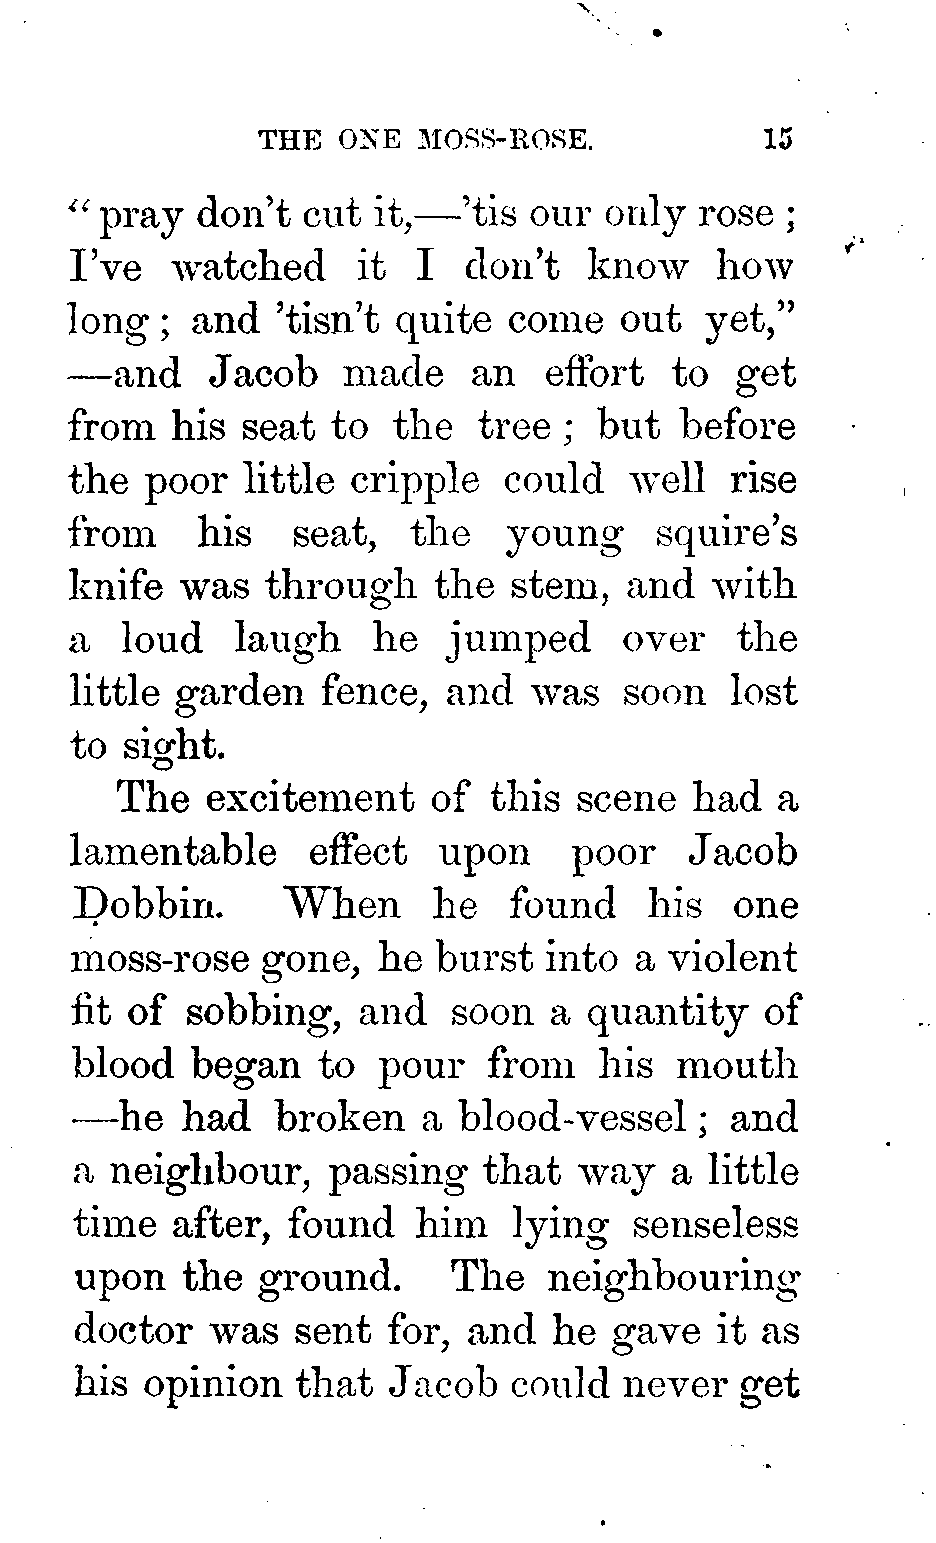 THE ONE MOSS-ROSE. 15
“pray don't cut it,—'tis our only rose ;
I've watched it I don't know how
long ; and 'tisn't quite come out yet,”
—and Jacob made an effort to get
from his seat to the tree ; but before
the poor little cripple could well rise
from his seat, the young squire's
knife was through the stem, and with
a loud laugh he jumped over the
little garden fence, and was soon lost
to sight.
The excitement of this scene had a
lamentable effect upon poor Jacob
Dobbin. When he found his one
moss-rose gone, he burst into a violent
fit of sobbing, and soon a quantity of
blood began to pour from his mouth
—he had broken a blood-vessel ; and
a neighbour, passing that way a little
time after, found him lying senseless
upon the ground. The neighbouring
doctor was sent for, and he gave it as
his opinion that Jacob could never get